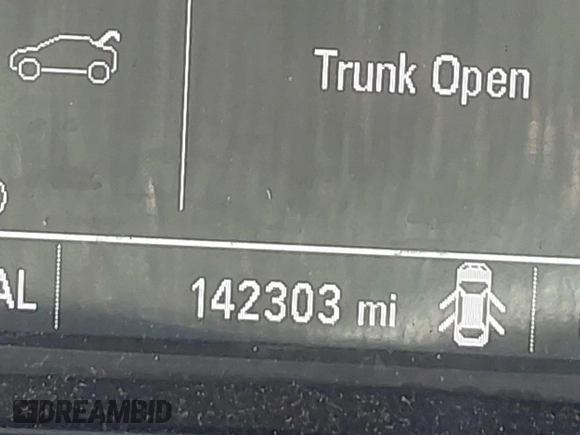 Trunk Open
AL
142303 mi
DREAMBID